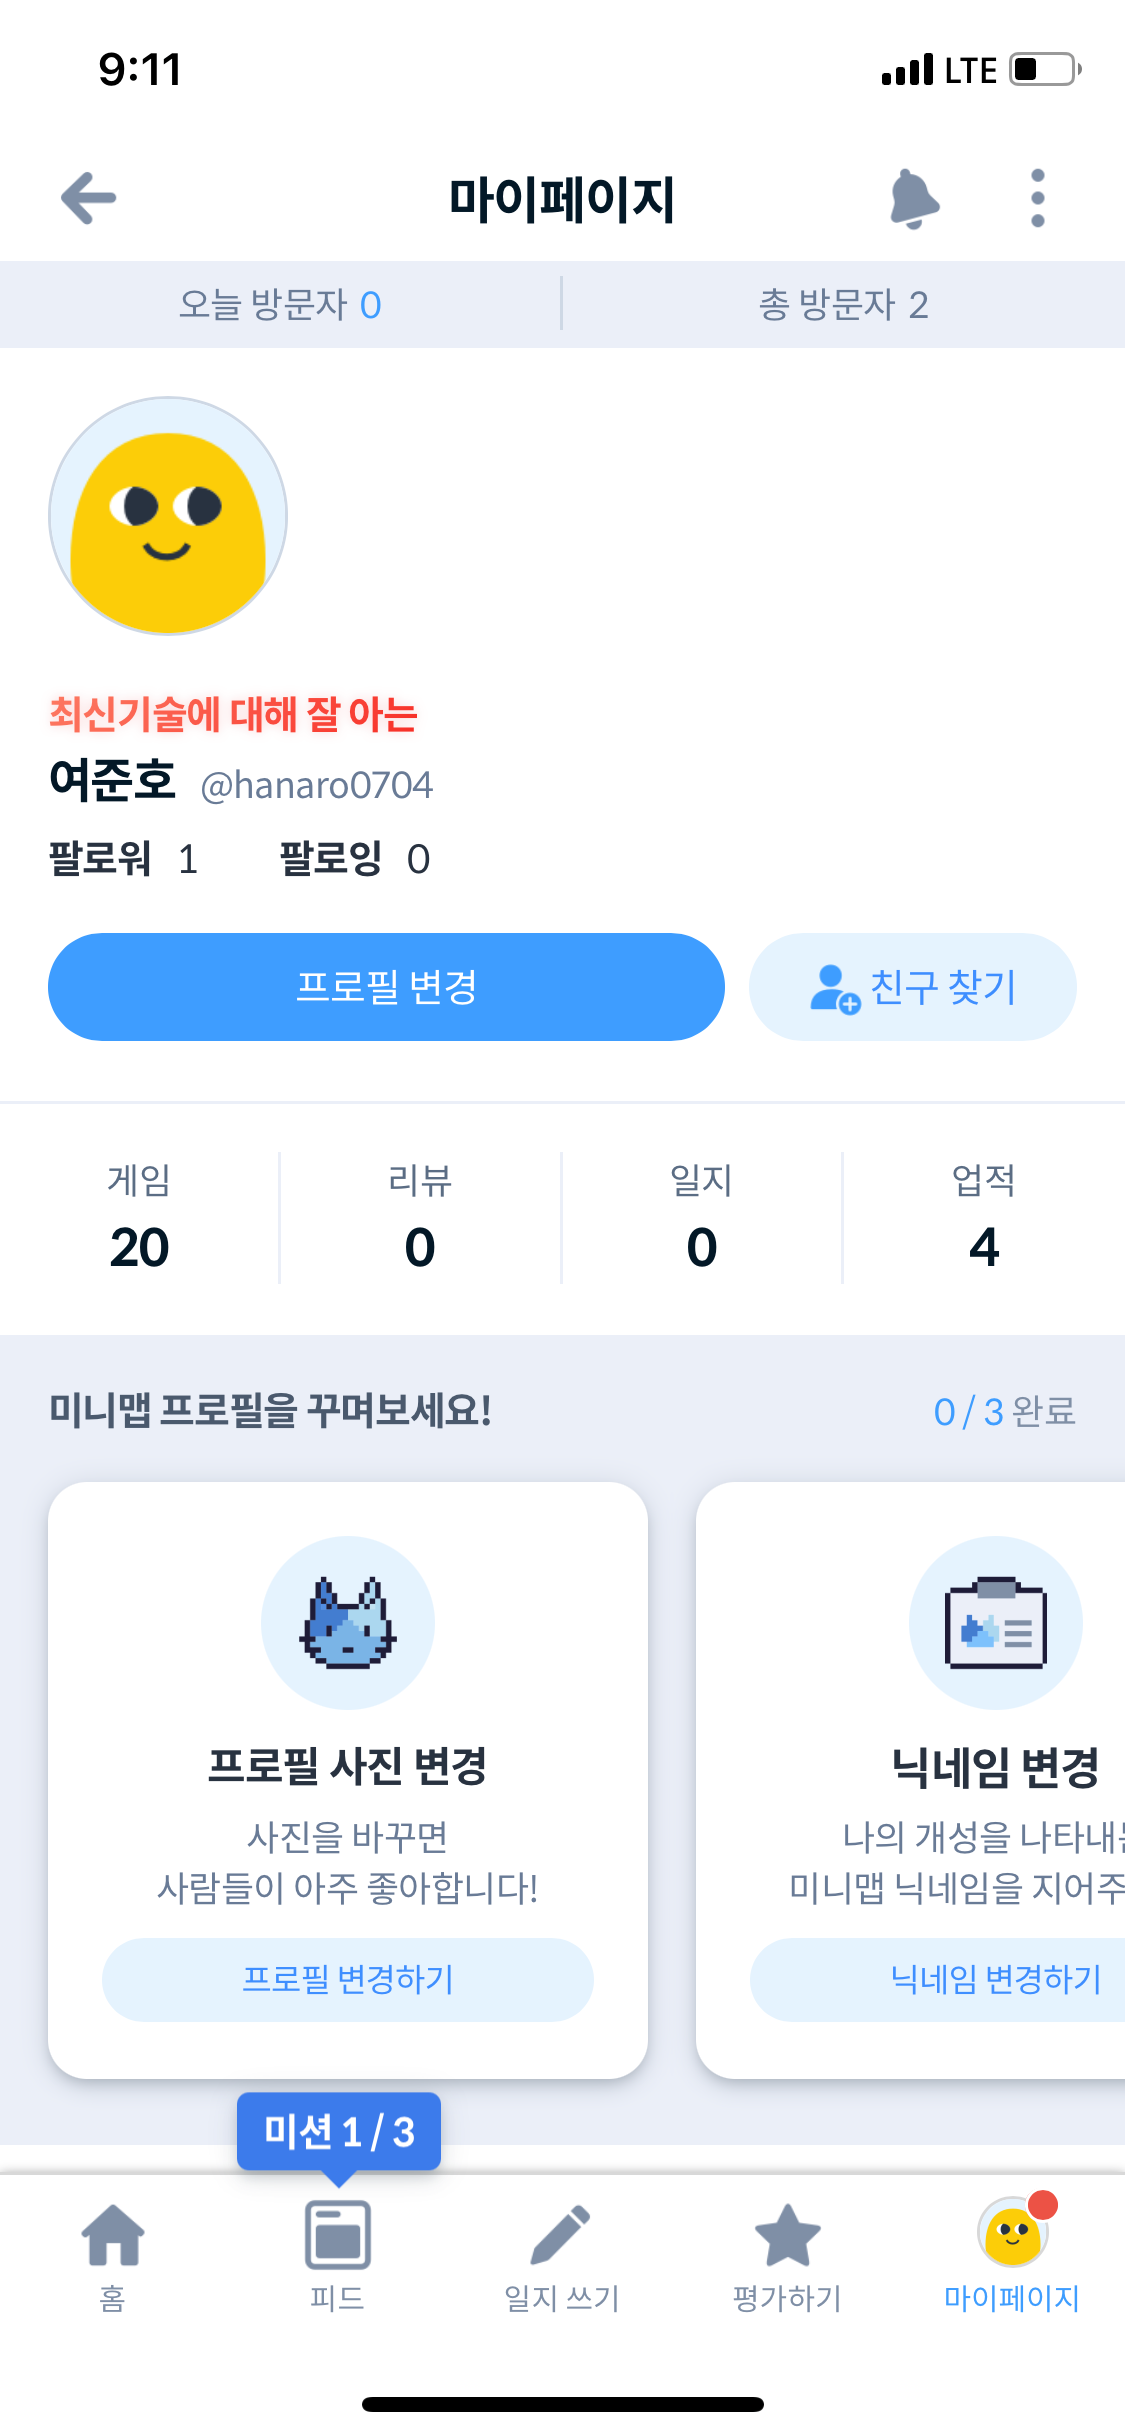 9:11 LTE
마이페이지
오늘 방문자 0 총 방문자 2
최신기술에 대해 잘 아는
여준호 @hanaro0704
팔로워 1 팔로잉 0
프로필 변경 친구 찾기
게임 리뷰 일지 업적
20 0 0 4
미니맵 프로필을 꾸며보세요! 0 / 3 완료
프로필 사진 변경
사진을 바꾸면
사람들이 아주 좋아합니다!
프로필 변경하기
닉네임 변경
나의 개성을
미니맵 닉네임을
닉네임 변경하기
미션 1 / 3
홈 피드 일지 쓰기 평가하기 마이페이지